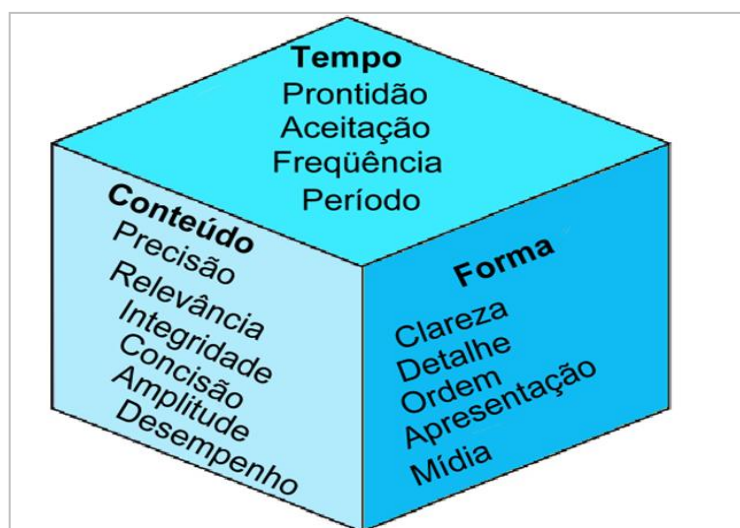 Tempo
Prontidão
Aceitação
Freqüência
Período
Conteúdo
Precisão
Relevância
Integridade
Concisão
Amplitude
Desempenho
Forma
Clareza
Detalhe
Ordem
Apresentação
Mídia